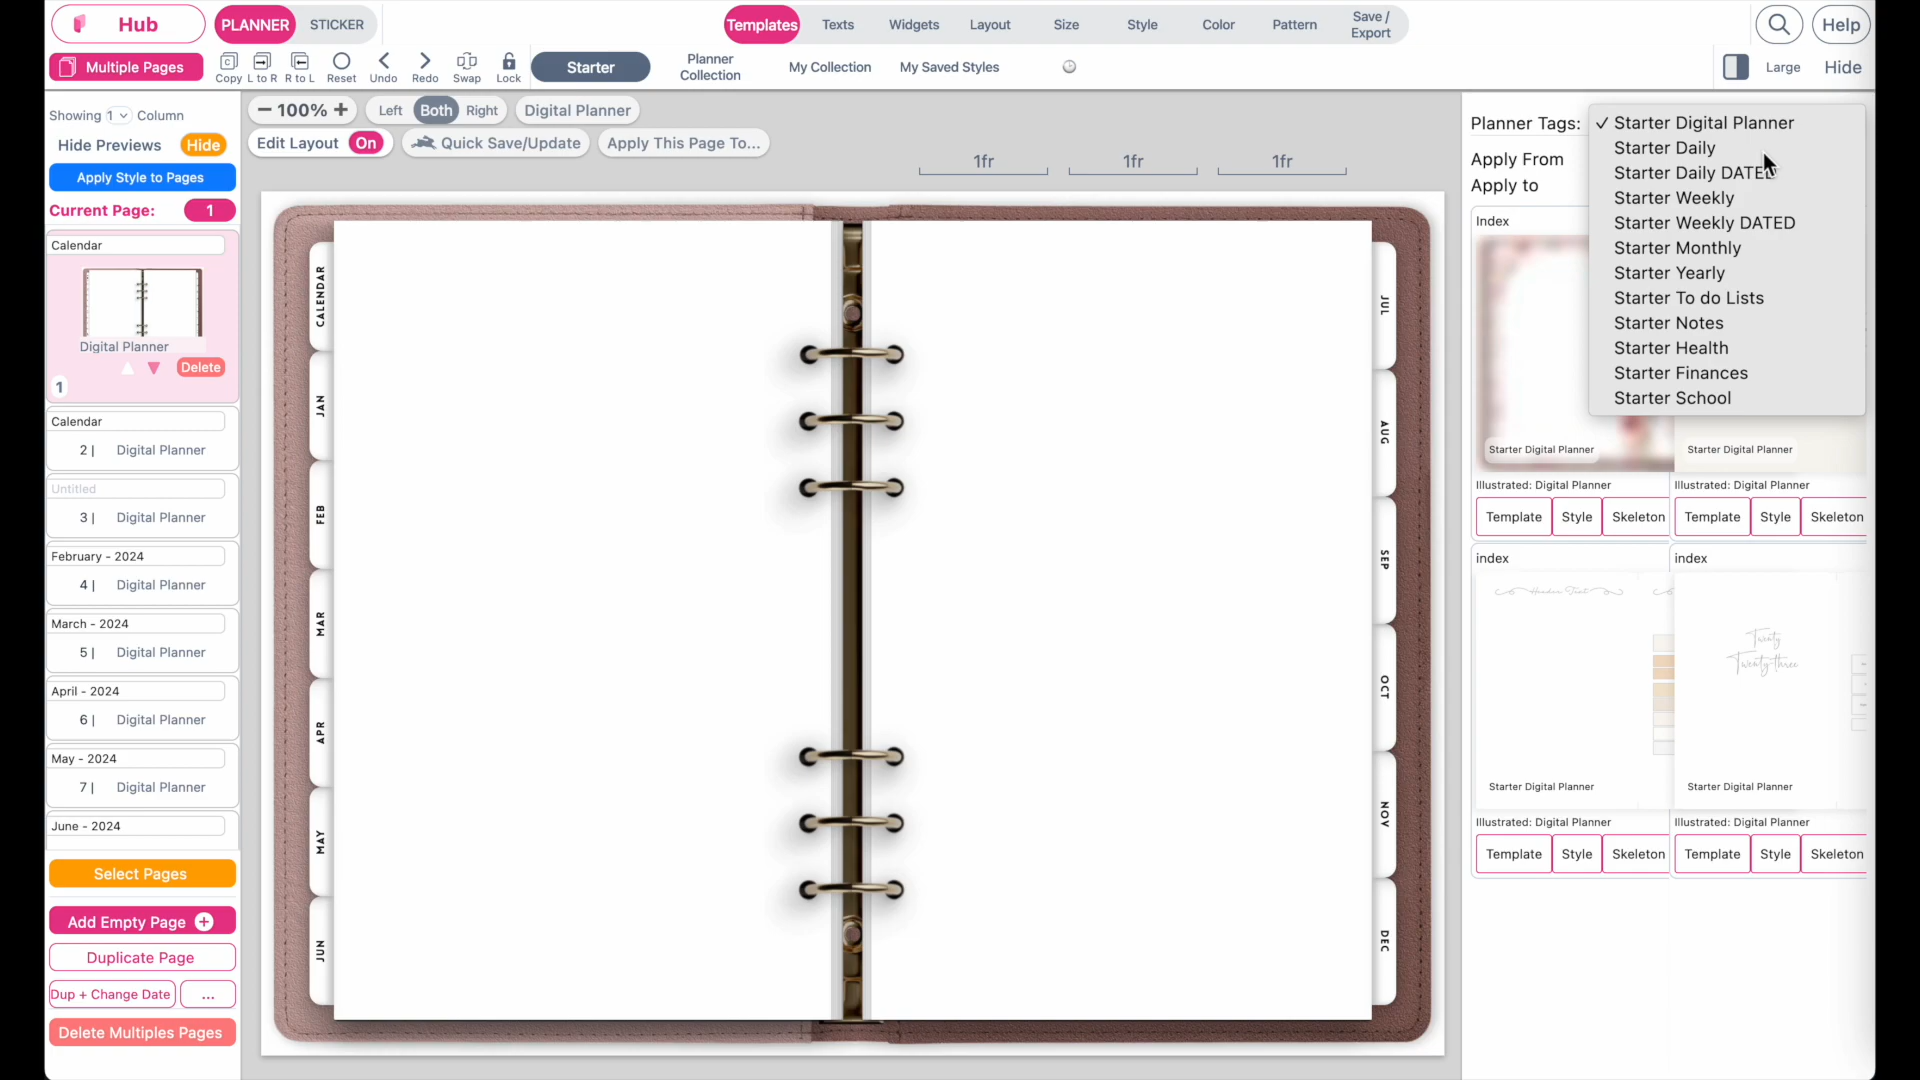 Hub
PLANNER
STICKER
Templates
Texts
Widgets
Layout
Size
Style
Color
Pattern
Save /
Export
Help
Multiple Pages
Copy
L to R
R to L
Reset
Undo
Redo
Swap
Lock
Starter
Planner
Collection
My Collection
My Saved Styles
Large
Hide
Showing 1 Column
Hide Previews Hide
Apply Style to Pages
Current Page: 1
Calendar
Digital Planner
Delete
1
Calendar
2 | Digital Planner
Untitled
3 | Digital Planner
February - 2024
4 | Digital Planner
March - 2024
5 | Digital Planner
April - 2024
6 | Digital Planner
May - 2024
7 | Digital Planner
June - 2024
Select Pages
Add Empty Page +
Duplicate Page
Dup + Change Date ...
Delete Multiples Pages
− 100% +
Left Both Right
Digital Planner
Edit Layout On
Quick Save/Update
Apply This Page To...
1fr 1fr 1fr
CALENDAR
JAN
FEB
MAR
APR
MAY
JUN
JUL
AUG
SEP
OCT
NOV
DEC
Planner Tags:
✓ Starter Digital Planner
Starter Daily
Starter Daily DATED
Starter Weekly
Starter Weekly DATED
Starter Monthly
Starter Yearly
Starter To do Lists
Starter Notes
Starter Health
Starter Finances
Starter School
Apply From
Apply to
Index
Starter Digital Planner
Starter Digital Planner
Illustrated: Digital Planner
Illustrated: Digital Planner
Template Style Skeleton
Template Style Skeleton
index
index
Header Text
Twenty
Twenty-three
Starter Digital Planner
Starter Digital Planner
Illustrated: Digital Planner
Illustrated: Digital Planner
Template Style Skeleton
Template Style Skeleton